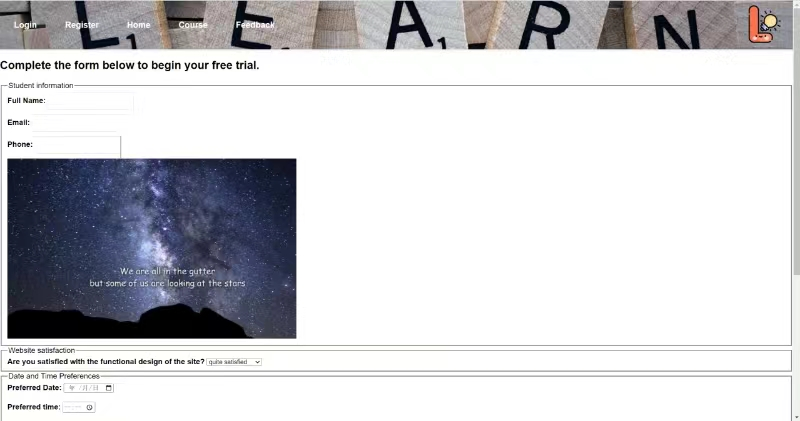 Login Register Home Course Feedback
LEARN
Complete the form below to begin your free trial.
Student information
Full Name:
Email:
Phone:
We are all in the gutter
but some of us are looking at the stars
Website satisfaction
Are you satisfied with the functional design of the site? quite satisfied
Date and Time Preferences
Preferred Date:
Preferred time: --:--